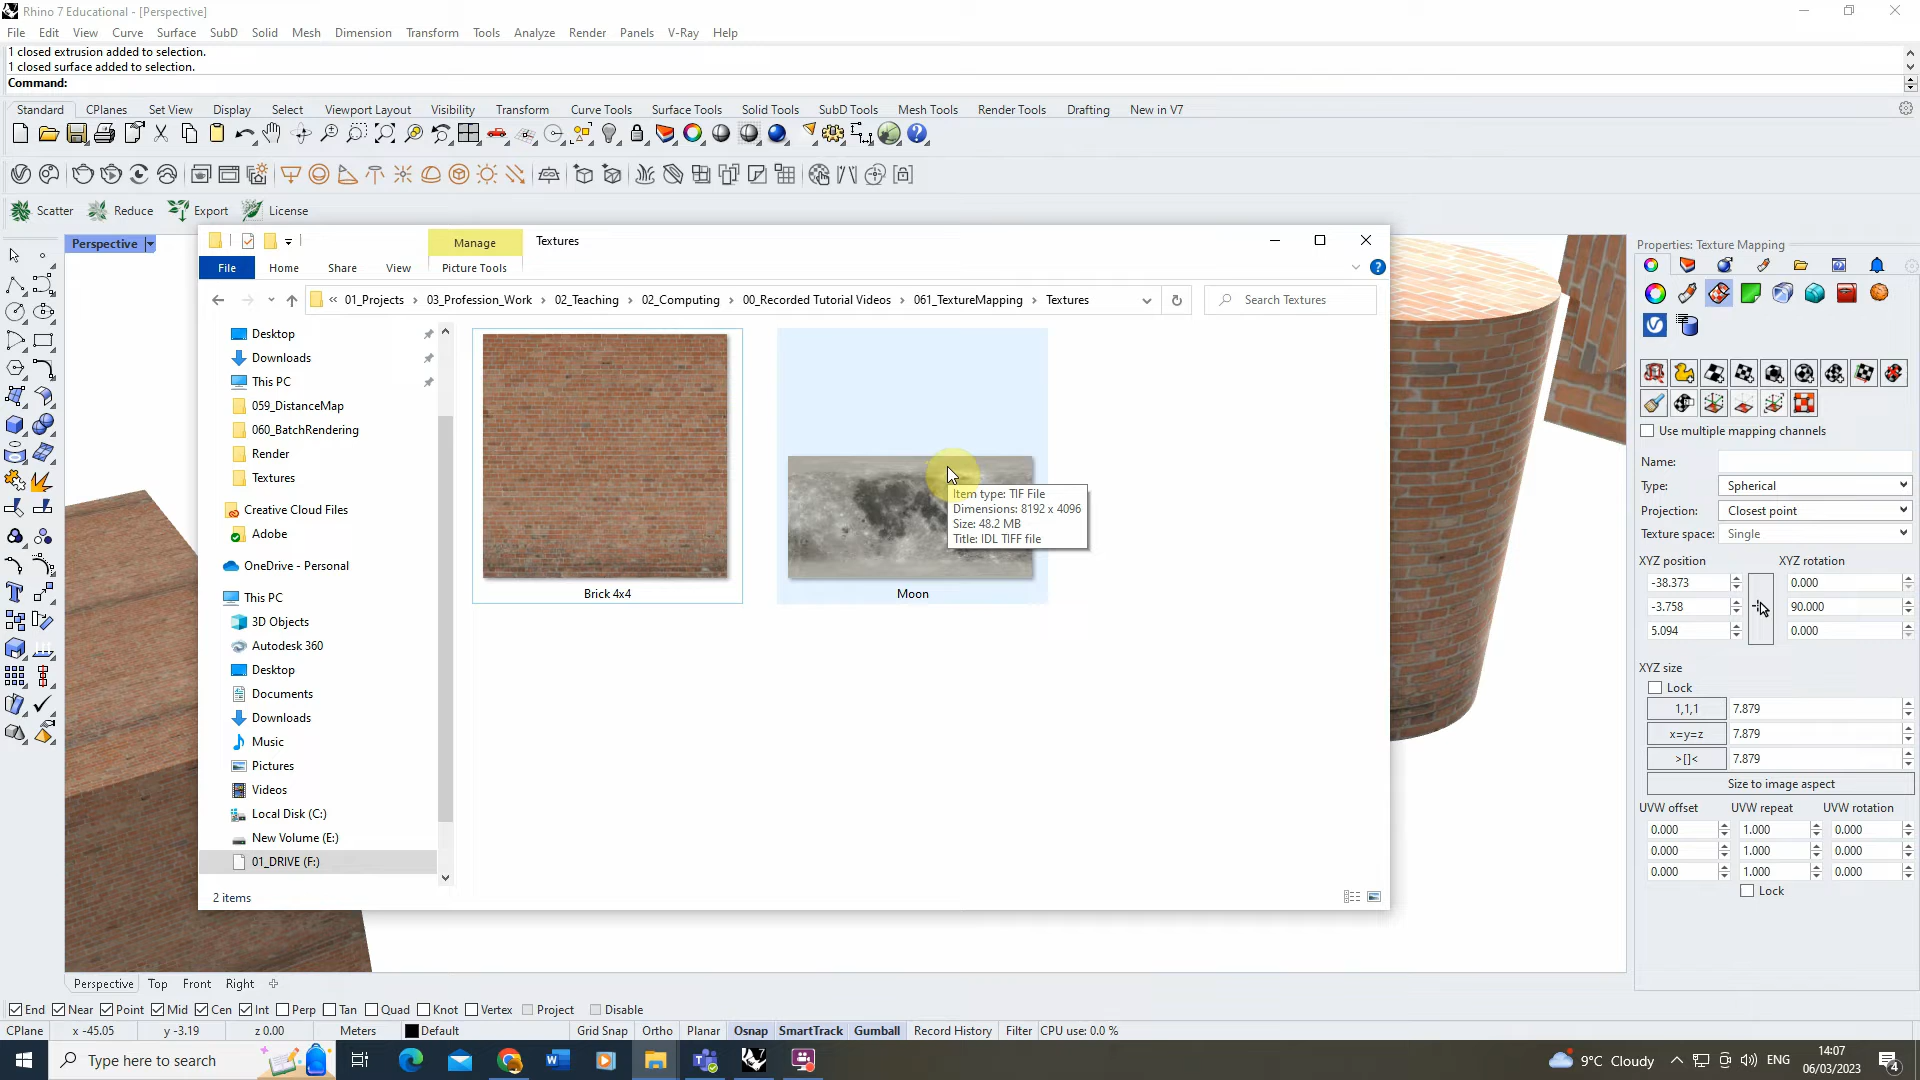 Rhino 7 Educational - [Perspective]
File Edit View Curve Surface SubD Solid Mesh Dimension Transform Tools Analyze Render Panels V-Ray Help
1 closed extrusion added to selection.
1 closed surface added to selection.
Command:
Standard CPlanes Set View Display Select Viewport Layout Visibility Transform Curve Tools Surface Tools Solid Tools SubD Tools Mesh Tools Render Tools Drafting New in V7
Scatter Reduce Export License
Perspective
Manage Textures
File Home Share View Picture Tools
« 01_Projects > 03_Profession_Work > 02_Teaching > 02_Computing > 00_Recorded Tutorial Videos > 061_TextureMapping > Textures
Search Textures
Desktop
Downloads
This PC
059_DistanceMap
060_BatchRendering
Render
Textures
Creative Cloud Files
Adobe
OneDrive - Personal
This PC
3D Objects
Autodesk 360
Desktop
Documents
Downloads
Music
Pictures
Videos
Local Disk (C:)
New Volume (E:)
01_DRIVE (F:)
Brick 4x4
Moon
Item type: TIF File
Dimensions: 8192 x 4096
Size: 48.2 MB
Title: IDL TIFF file
2 items
Properties: Texture Mapping
Use multiple mapping channels
Name:
Type: Spherical
Projection: Closest point
Texture space: Single
XYZ position XYZ rotation
-38.373 0.000
-3.758 90.000
5.094 0.000
XYZ size
Lock
1,1,1 7.879
x=y=z 7.879
>[]< 7.879
Size to image aspect
UVW offset UVW repeat UVW rotation
0.000 1.000 0.000
0.000 1.000 0.000
0.000 1.000 0.000
Lock
Perspective Top Front Right
End Near Point Mid Cen Int Perp Tan Quad Knot Vertex Project Disable
CPlane x -45.05 y -3.19 z 0.00 Meters Default Grid Snap Ortho Planar Osnap SmartTrack Gumball Record History Filter CPU use: 0.0 %
Type here to search
9°C Cloudy
ENG
14:07
06/03/2023
4